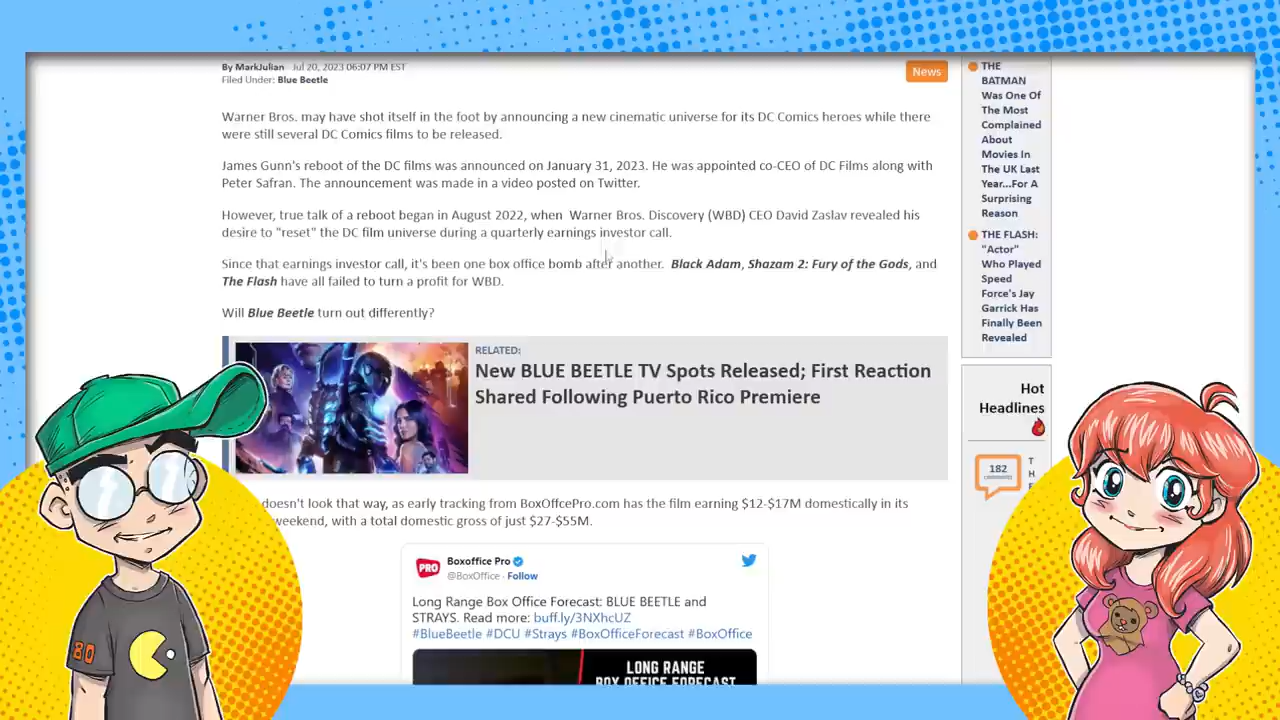 By MarkJulian - Jul 20, 2023 06:07 PM EST
Filed Under: Blue Beetle
News
Warner Bros. may have shot itself in the foot by announcing a new cinematic universe for its DC Comics heroes while there
were still several DC Comics films to be released.
James Gunn's reboot of the DC films was announced on January 31, 2023. He was appointed co-CEO of DC Films along with
Peter Safran. The announcement was made in a video posted on Twitter.
However, true talk of a reboot began in August 2022, when Warner Bros. Discovery (WBD) CEO David Zaslav revealed his
desire to "reset" the DC film universe during a quarterly earnings investor call.
Since that earnings investor call, it's been one box office bomb after another. Black Adam, Shazam 2: Fury of the Gods, and
The Flash have all failed to turn a profit for WBD.
Will Blue Beetle turn out differently?
RELATED:
New BLUE BEETLE TV Spots Released; First Reaction
Shared Following Puerto Rico Premiere
doesn't look that way, as early tracking from BoxOffcePro.com has the film earning $12-$17M domestically in its
weekend, with a total domestic gross of just $27-$55M.
PRO
Boxoffice Pro
@BoxOffice · Follow
Long Range Box Office Forecast: BLUE BEETLE and
STRAYS. Read more: buff.ly/3NXhcUZ
#BlueBeetle #DCU #Strays #BoxOfficeForecast #BoxOffice
LONG RANGE
BOX OFFICE FORECAST
THE
BATMAN
Was One Of
The Most
Complained
About
Movies In
The UK Last
Year...For A
Surprising
Reason
THE FLASH:
"Actor"
Who Played
Speed
Force's Jay
Garrick Has
Finally Been
Revealed
Hot
Headlines
182
COMMENTS
T
H
F
80